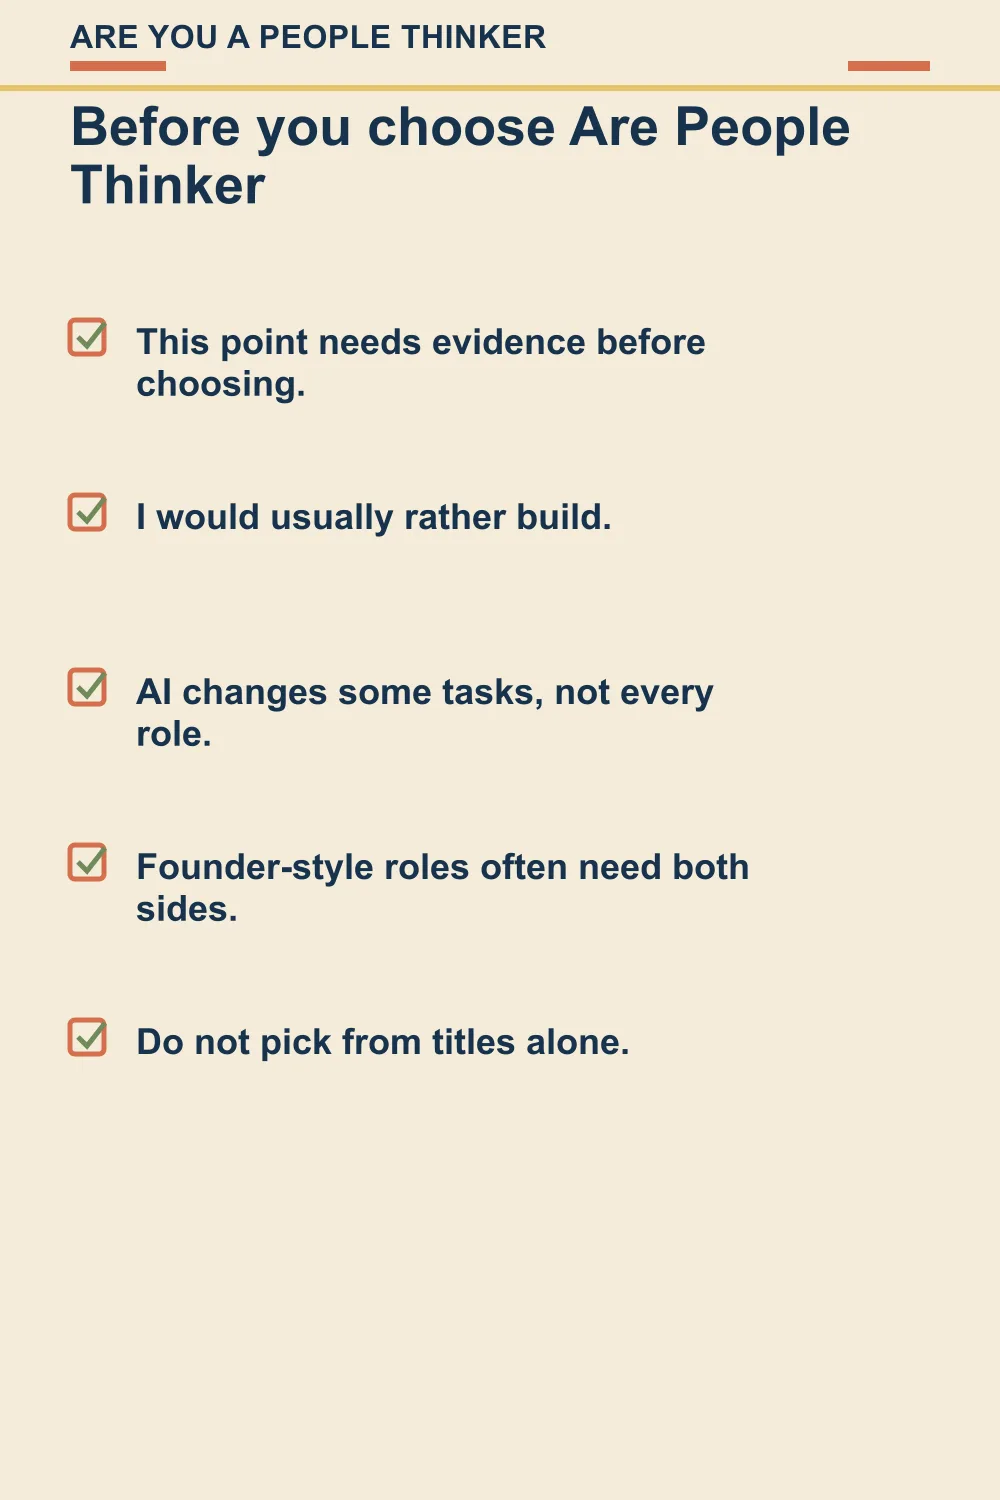 ARE YOU A PEOPLE THINKER
Before you choose Are People
Thinker
This point needs evidence before
choosing.
I would usually rather build.
AI changes some tasks, not every
role.
Founder-style roles often need both
sides.
Do not pick from titles alone.